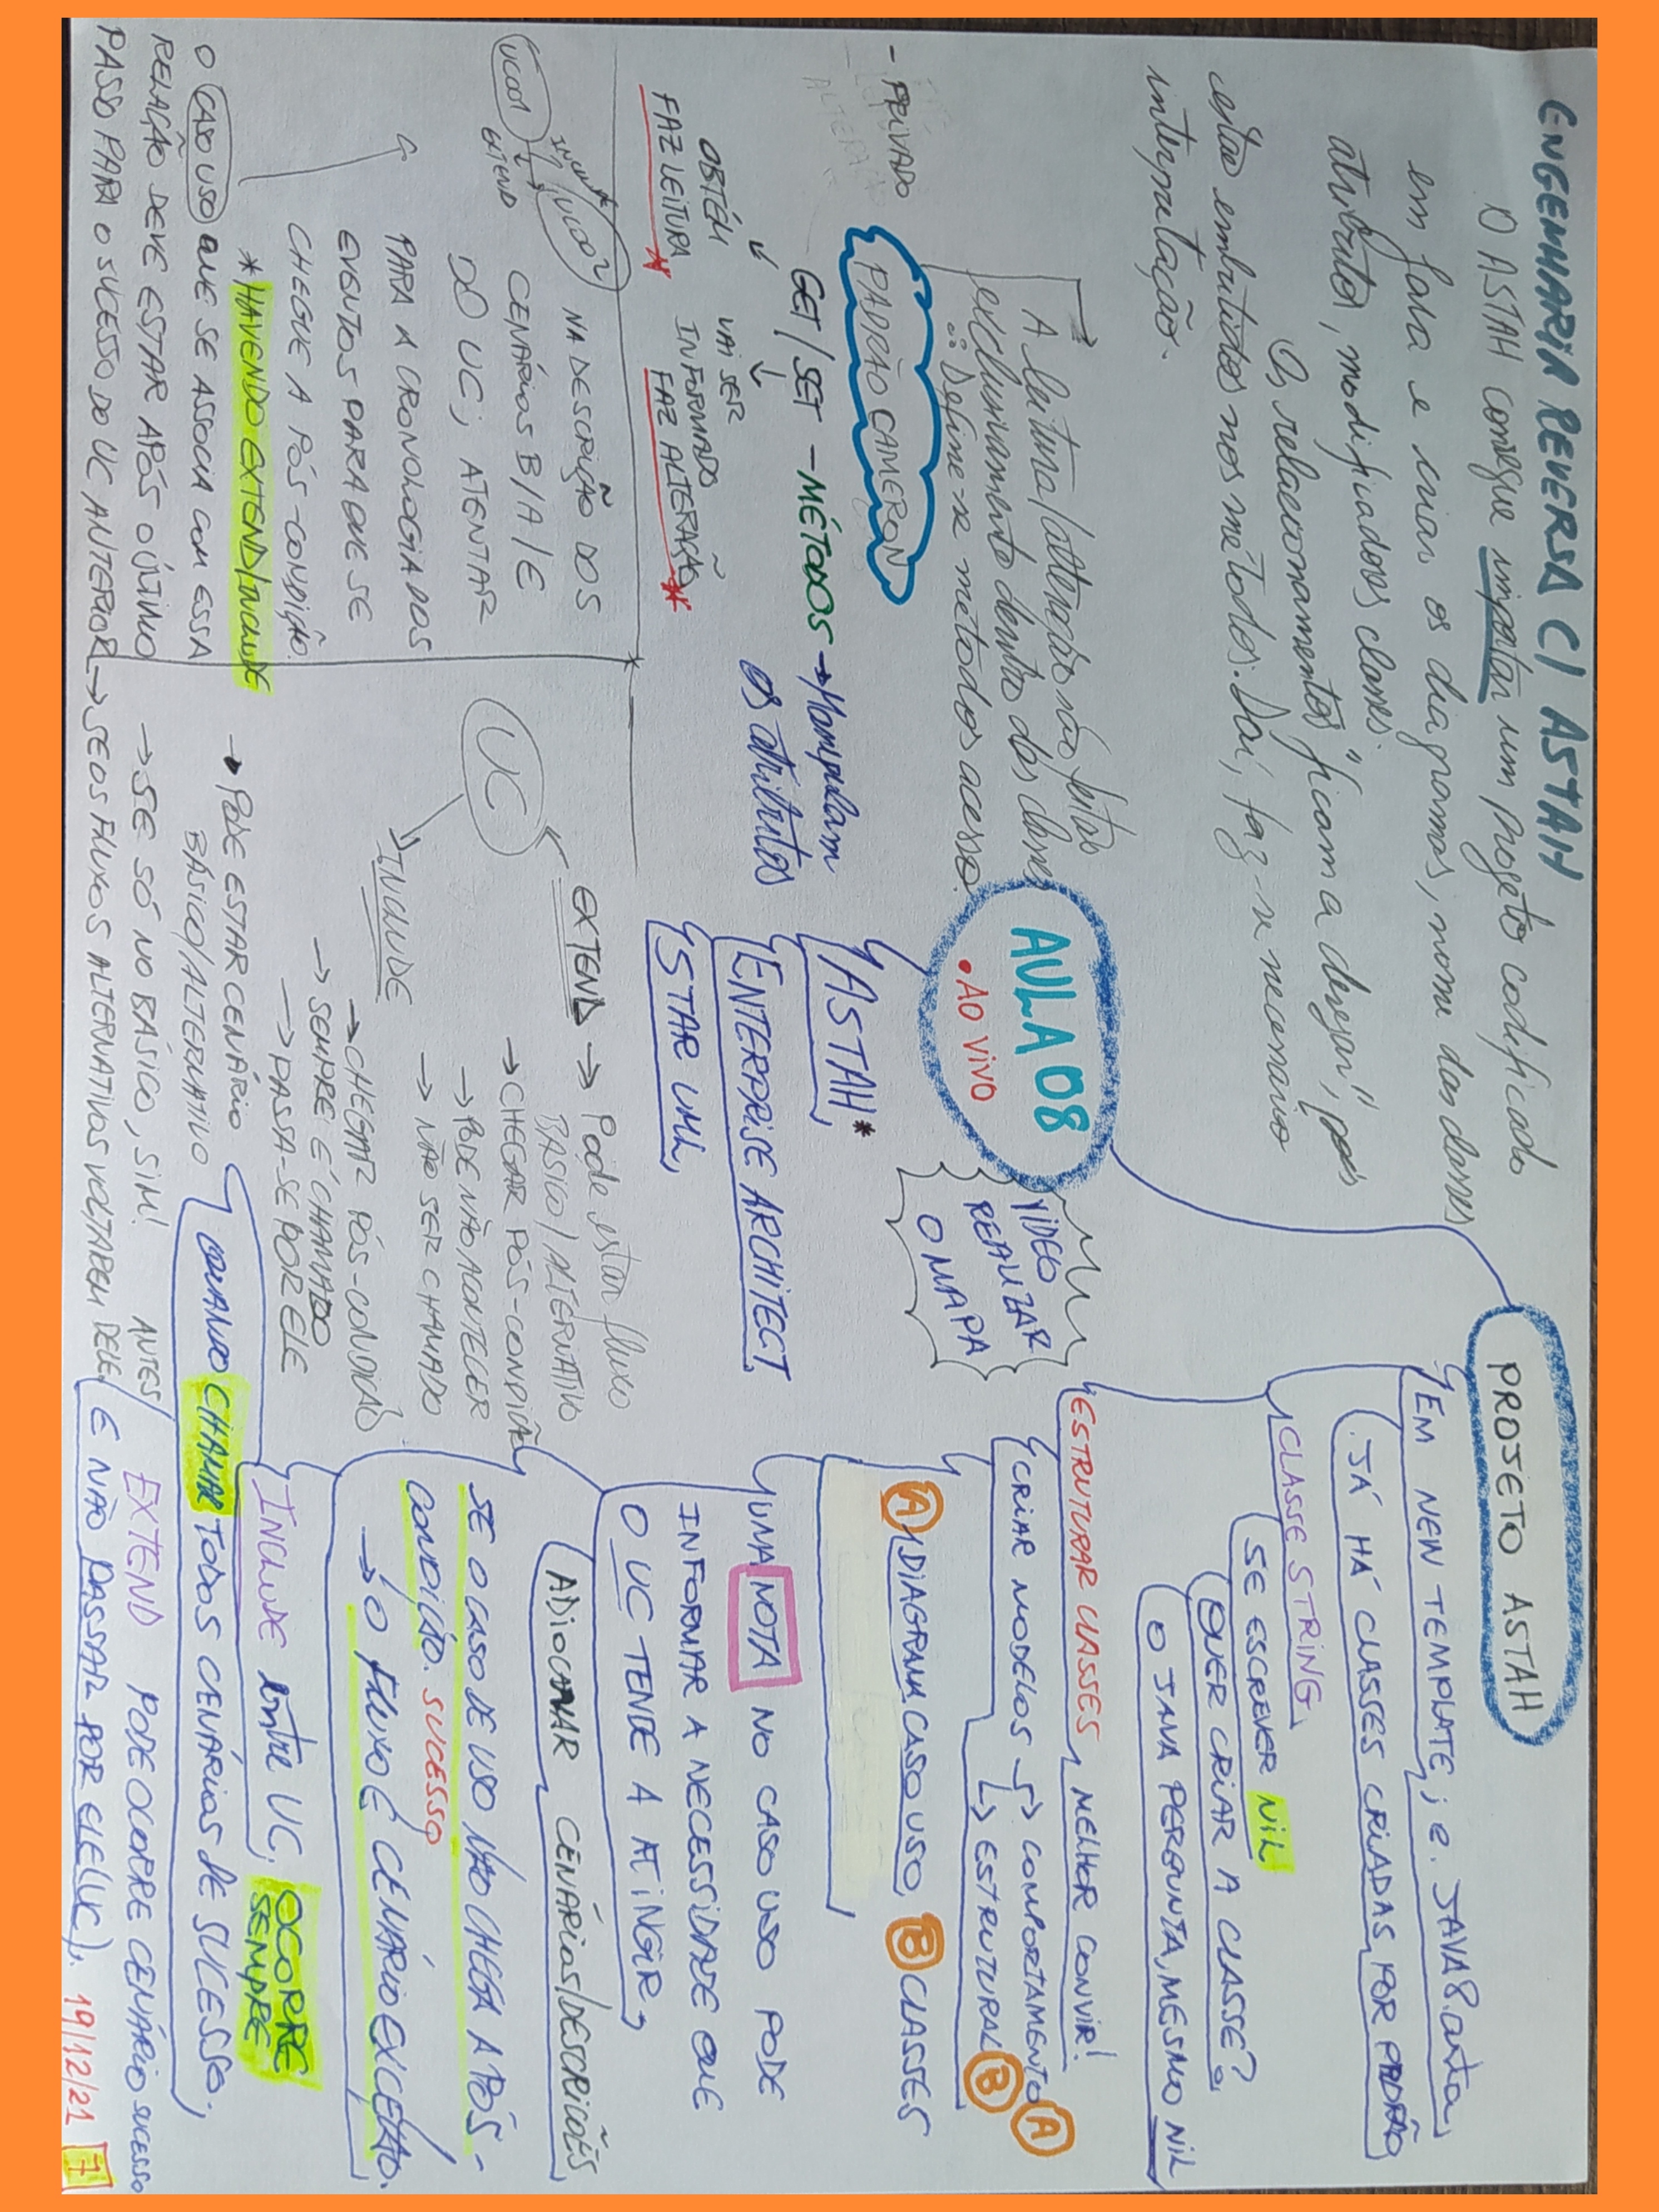 ENGENHARIA REVERSA C/ ASTAH
O ASTAH consegue importar um projeto codificado
em Java e criar os diagramas, nome das classes
atributos, modificadores classes.
Os relacionamentos "ficam a desejar", pois
estão embutidos nos métodos. Daí, faz-se necessário
interpretação.
A leitura/alteração são feitas
exclusivamente dentro das classes
∴ Define-se métodos acesso.
- PRIVADO
ALTERAÇÃO
PADRÃO CAMERON
GET / SET - MÉTODOS → Manipulam
os atributos
OBTÉM
FAZ LEITURA *
VAI SER
INFORMADO
FAZ ALTERAÇÃO *
AULA 08
• AO VIVO
VIDEO
REALIZAR
O MAPA
ASTAH*
ENTERPRISE ARCHITECT
STAR UML
PROJETO ASTAH
EM NEW TEMPLATE; e. JAVA8.asta
JÁ HÁ CLASSES CRIADAS POR PADRÃO
CLASSE STRING
SE ESCREVER NIL
QUER CRIAR A CLASSE?
O JAVA PERGUNTA, MESMO NIL
ESTRUTURAR CLASSES, MELHOR CONVIR!
CRIAR MODELOS → COMPORTAMENTO A
↳ ESTRUTURAL B
A DIAGRAMA CASO USO B CLASSES
UMA NOTA NO CASO USO PODE
INFORMAR A NECESSIDADE QUE
O UC TENDE A ATINGIR
ADIOCANAR CENÁRIOS/DESCRIÇÕES
SE O CASO DE USO NÃO CHEGA A PÓS-
CONDIÇÃO. SUCESSO
→ O FLUXO É CENÁRIO EXCEÇÃO.
INCLUDE entre UC, OCORRE
SEMPRE
QUANDO CHAMAR TODOS CENÁRIOS DE SUCESSO.
EXTEND PODE OCORRE CENÁRIO SUCESSO
E NÃO PASSAR POR ELE (UC).
19/12/21 7
UC001
INCLUDE
UC002
EXTEND
NA DESCRIÇÃO DOS
CENÁRIOS B/A/E
DO UC; ATENTAR
PARA A CRONOLOGIA DOS
EVENTOS PARA QUE SE
CHEGUE A PÓS-CONDIÇÃO.
* HAVENDO EXTEND/INCLUDE
O CASO USO QUE SE ASSOCIA COM ESSA
RELAÇÃO DEVE ESTAR APÓS O ÚLTIMO
PASSO PARA O SUCESSO DO UC ANTERIOR
UC
EXTEND → Pode estar fluxo
BÁSICO / ALTERNATIVO
→ CHEGAR PÓS-CONDIÇÃO
→ PODE NÃO ACONTECER
→ NÃO SER CHAMADO
INCLUDE
→ CHEGAR PÓS-CONDIÇÃO
→ SEMPRE É CHAMADO
→ PASSA-SE POR ELE
→ PODE ESTAR CENÁRIO
BÁSICO/ALTERNATIVO
→ SE SÓ NO BÁSICO, SIM!
→ SE OS FLUXOS ALTERNATIVOS VOLTAREM ANTES
DELE.